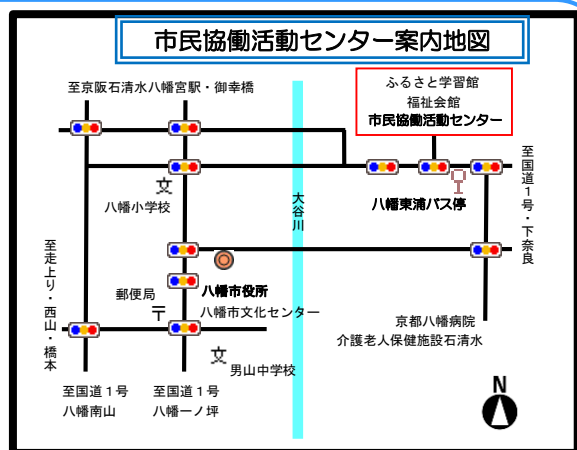 市民協働活動センター案内地図
至京阪石清水八幡宮駅・御幸橋
ふるさと学習館
福祉会館
市民協働活動センター
至国道1号・下奈良
文
八幡小学校
大谷川
八幡東浦バス停
至走上り・西山・橋本
郵便局
〒
八幡市役所
八幡市文化センター
京都八幡病院
介護老人保健施設石清水
文
男山中学校
至国道1号
八幡南山
至国道1号
八幡一ノ坪
N